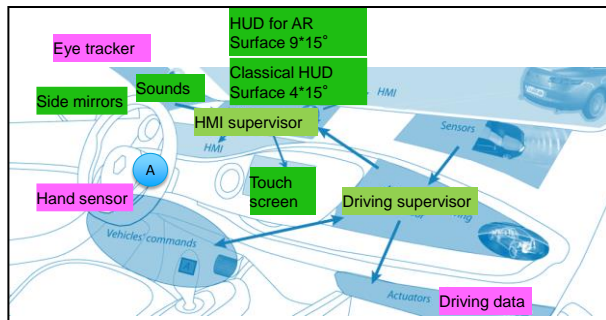 HUD for AR
Surface 9*15°
Eye tracker
Classical HUD
Surface 4*15°
Sounds
HMI
Side mirrors
HMI supervisor
Sensors
HMI
A
Touch
screen
Hand sensor
Driving supervisor
Vehicles' commands
A
Actuators
Driving data